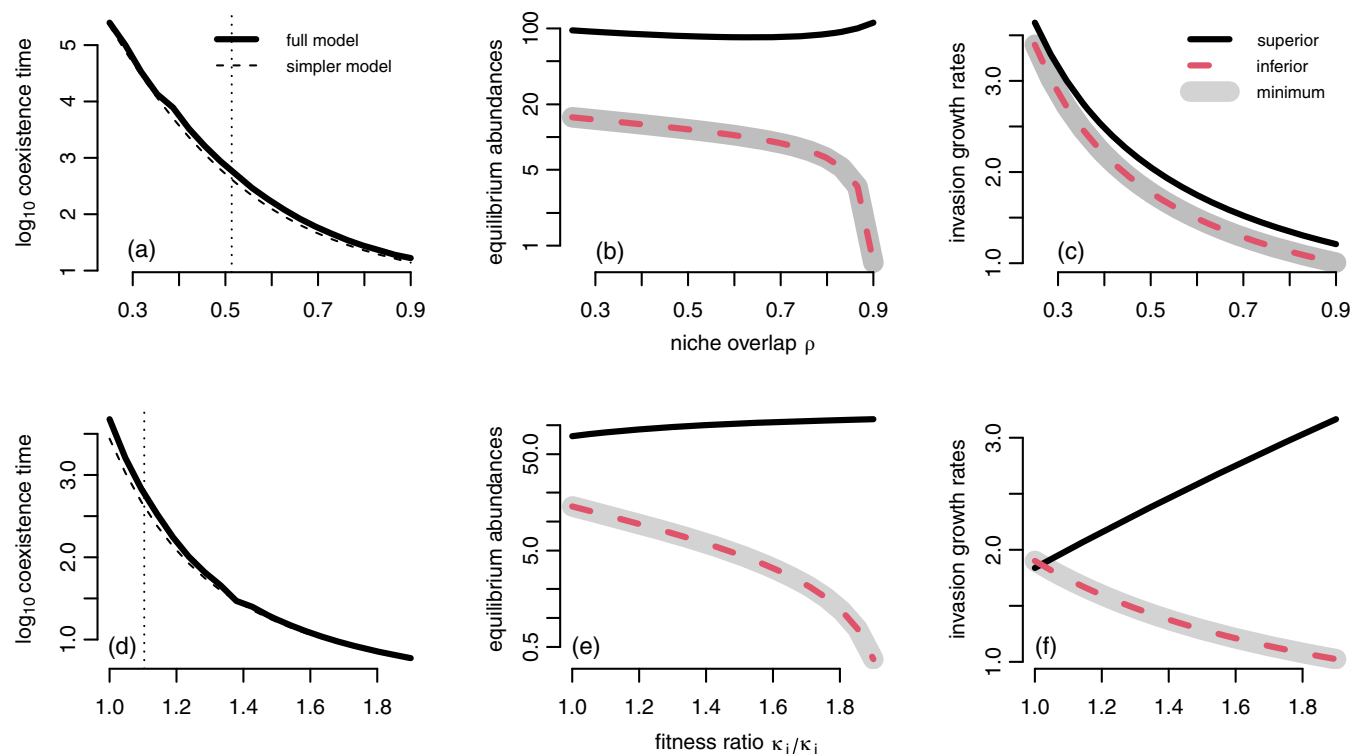 log10 coexistence time
5
4
3
2
1
full model
simpler model
(a)
0.3 0.5 0.7 0.9
equilibrium abundances
100
20
5
1
(b)
0.3 0.5 0.7 0.9
niche overlap ρ
invasion growth rates
3.0
2.0
1.0
superior
inferior
minimum
(c)
0.3 0.5 0.7 0.9
log10 coexistence time
3.0
2.0
1.0
(d)
1.0 1.2 1.4 1.6 1.8
equilibrium abundances
50.0
5.0
0.5
(e)
1.0 1.2 1.4 1.6 1.8
fitness ratio κj/κi
invasion growth rates
3.0
2.0
1.0
(f)
1.0 1.2 1.4 1.6 1.8